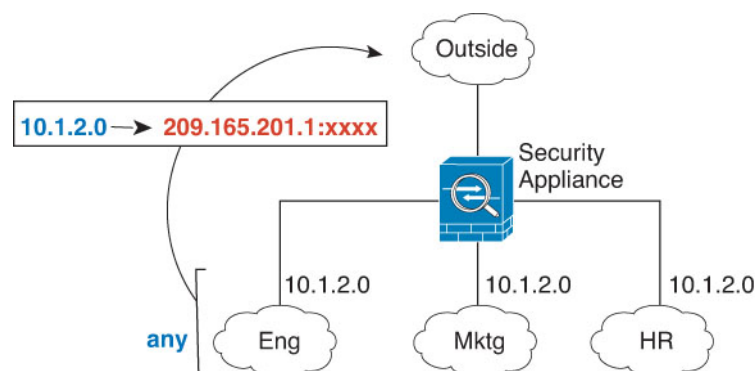 Outside
10.1.2.0 → 209.165.201.1:xxxx
Security
Appliance
10.1.2.0
10.1.2.0
10.1.2.0
any
Eng
Mktg
HR